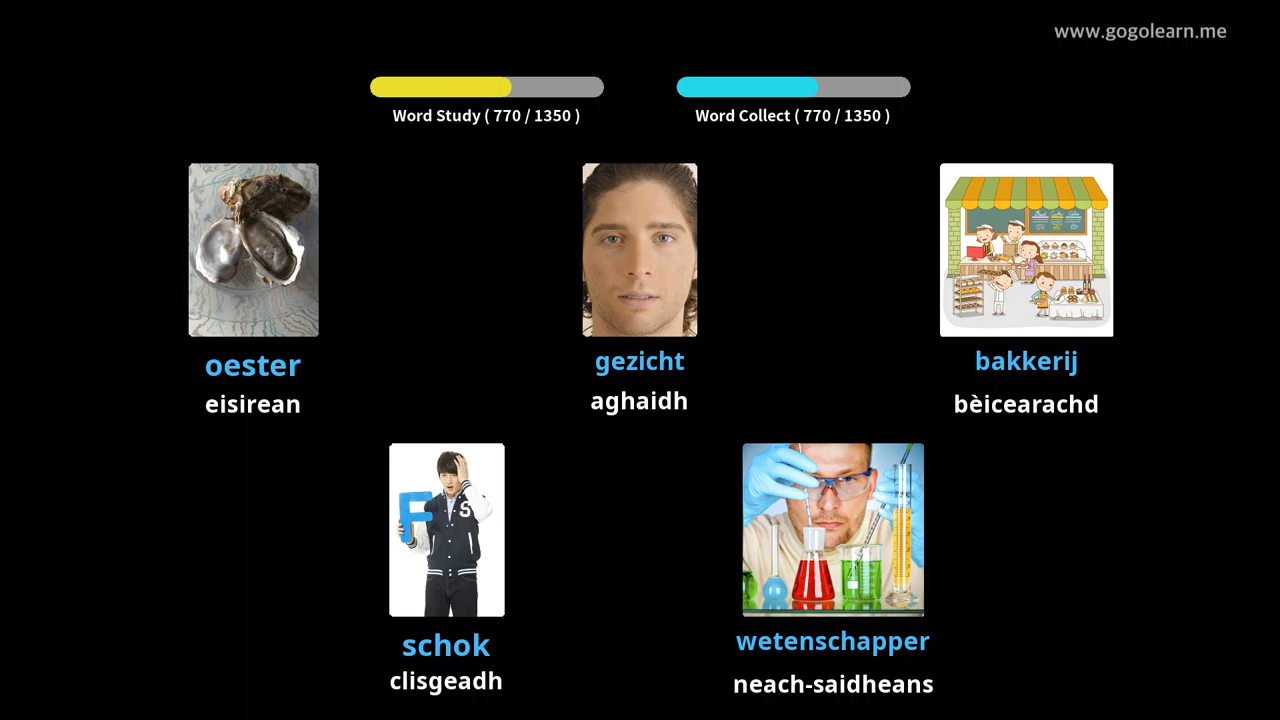 www.gogolearn.me
Word Study ( 770 / 1350 )
Word Collect ( 770 / 1350 )
oester
eisirean
gezicht
aghaidh
bakkerij
bèicearachd
F
S
schok
clisgeadh
wetenschapper
neach-saidheans